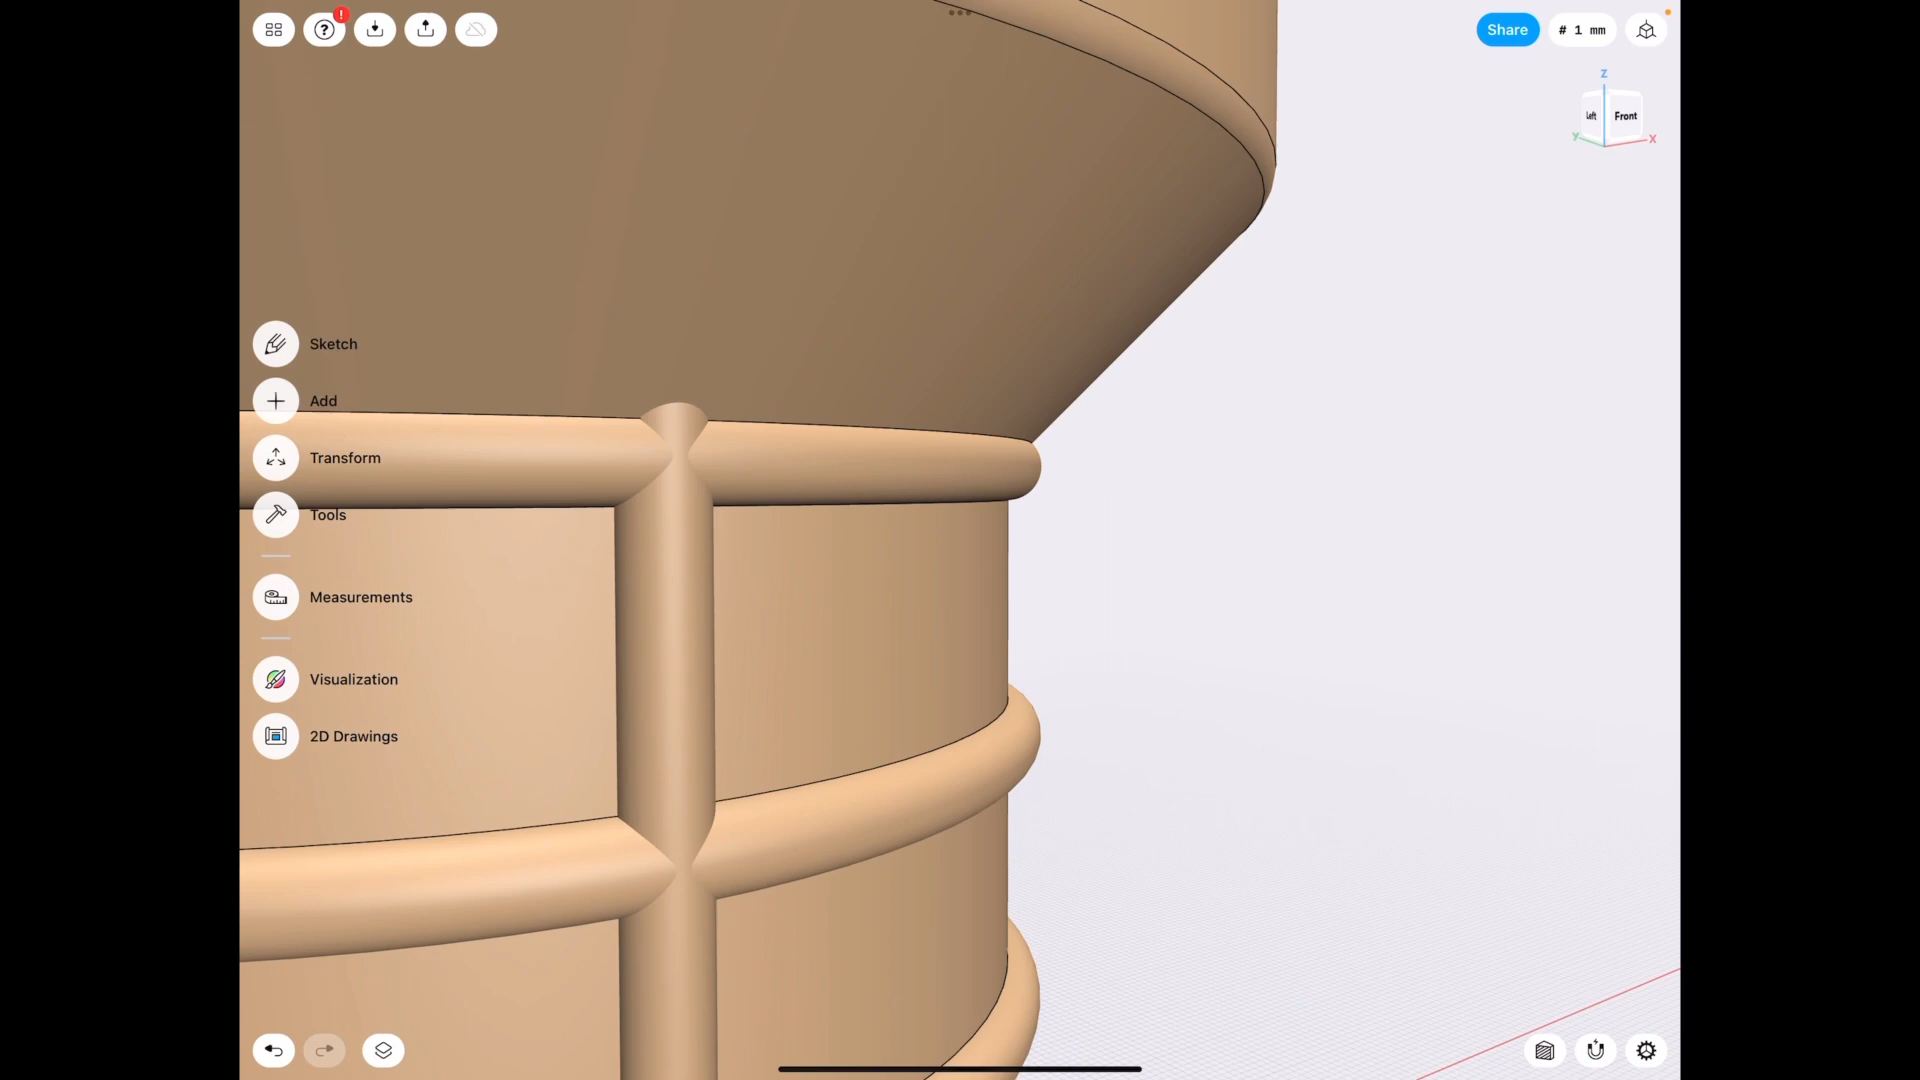 !
?
Share
# 1 mm
Z
Left
Front
Y
X
Sketch
Add
Transform
Tools
Measurements
Visualization
2D Drawings